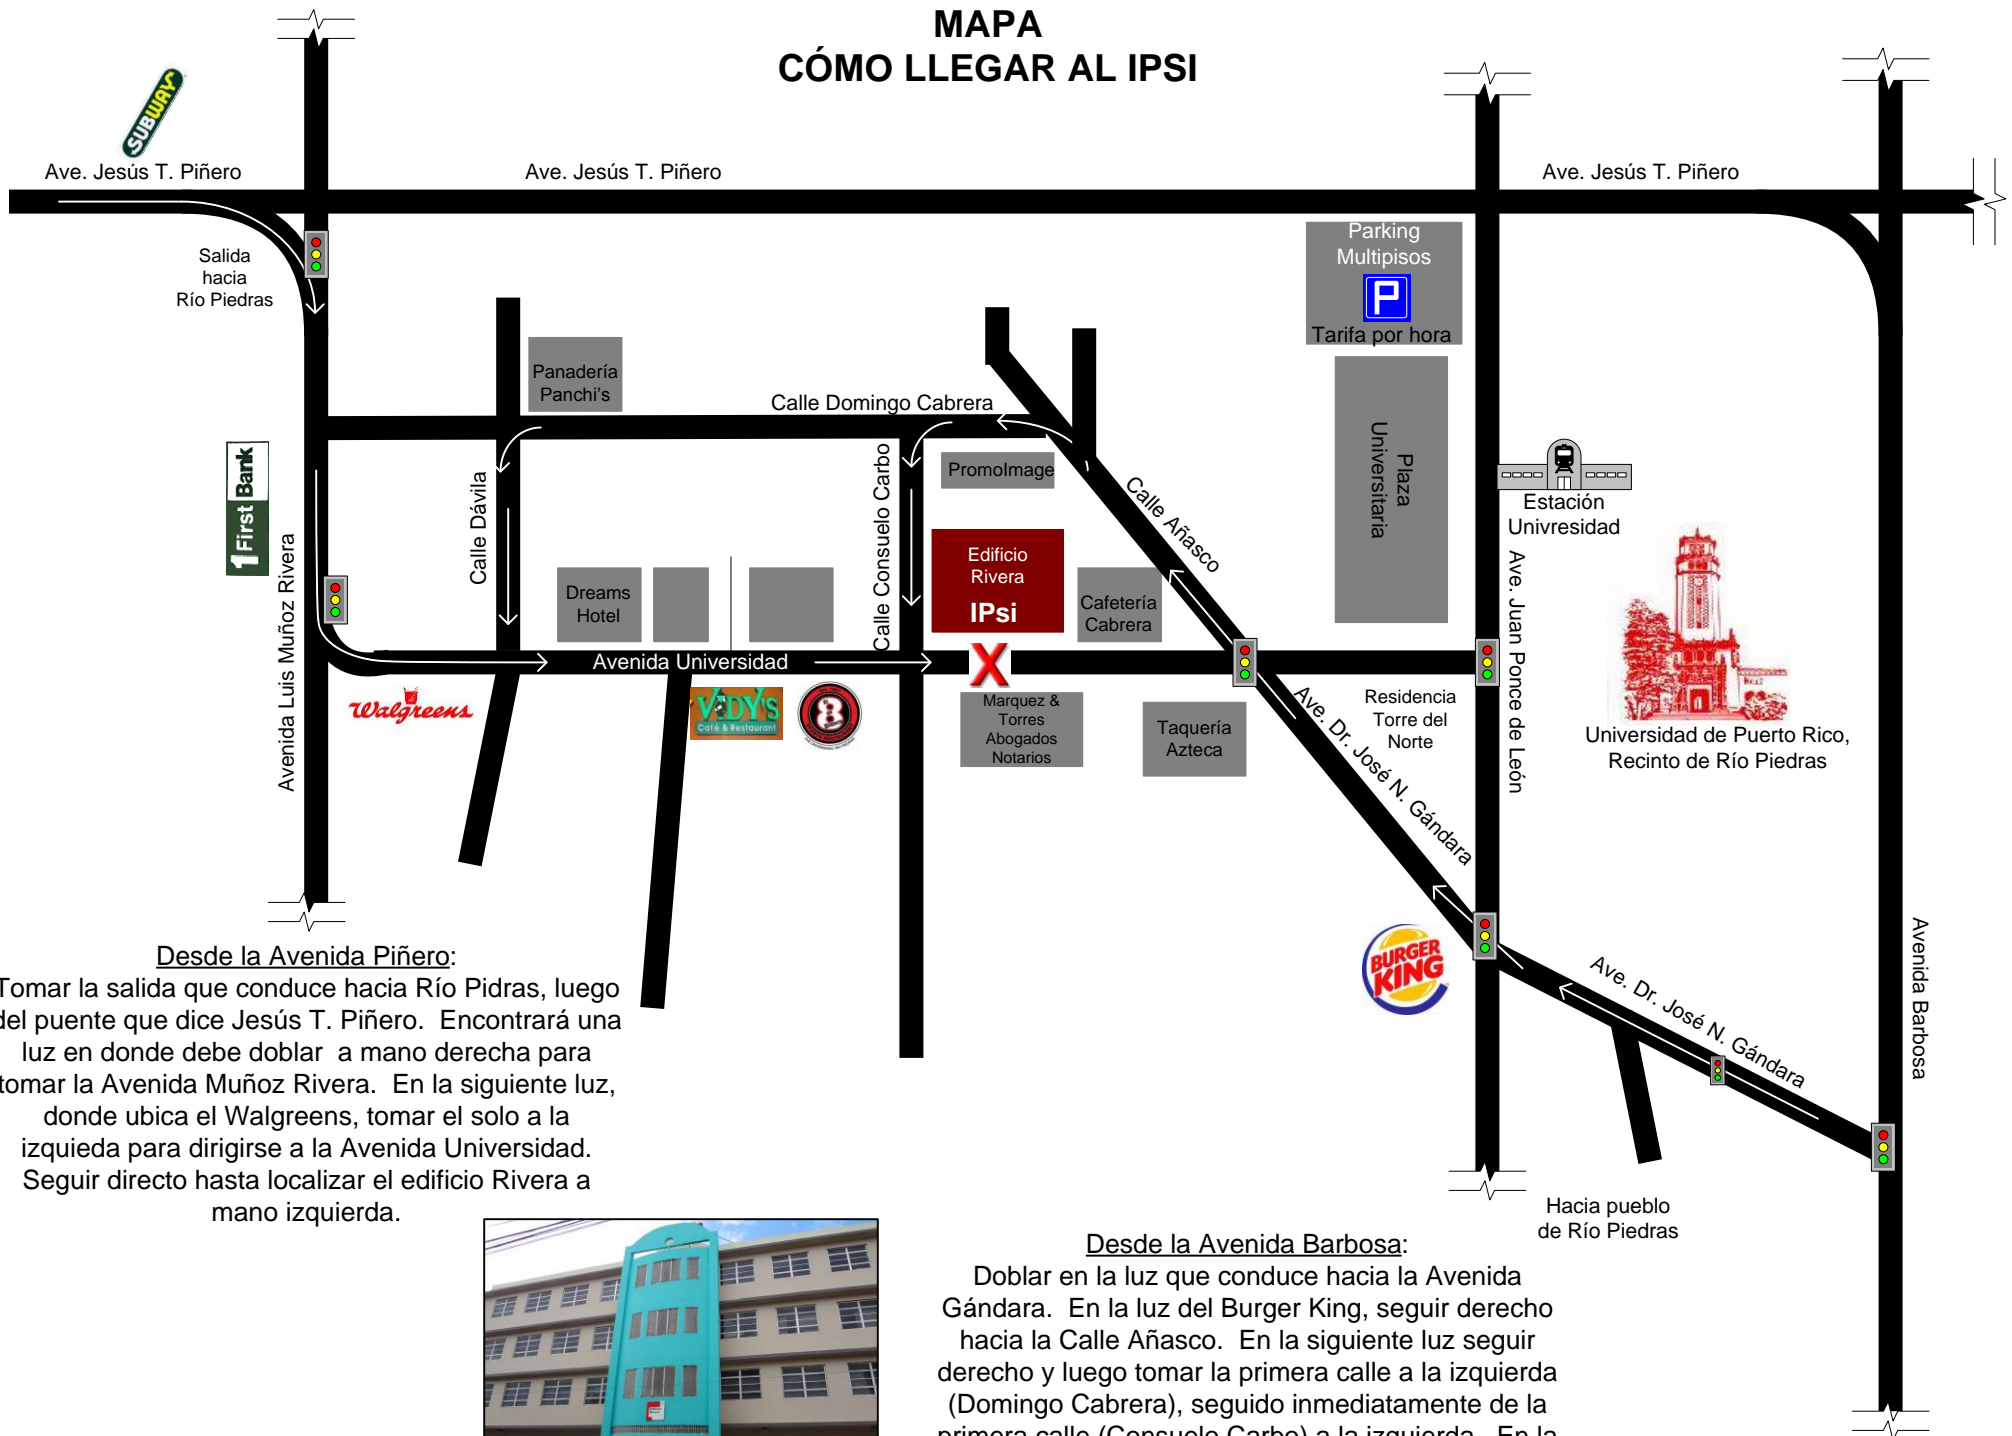 MAPA
CÓMO LLEGAR AL IPSI
SUBWAY
Ave. Jesús T. Piñero
Ave. Jesús T. Piñero
Ave. Jesús T. Piñero
Salida
hacia
Río Piedras
Parking
Multipisos
P
Tarifa por hora
Panadería
Panchi's
Calle Domingo Cabrera
PromoImage
Plaza
Universitaria
Estación
Univresidad
1 First Bank
Calle Dávila
Calle Consuelo Carbo
Calle Añasco
Avenida Luis Muñoz Rivera
Dreams
Hotel
Edificio
Rivera
IPsi
Cafetería
Cabrera
Ave. Juan Ponce de León
Avenida Universidad
X
Walgreens
VIDY'S
Café & Restaurant
8
Marquez &
Torres
Abogados
Notarios
Taquería
Azteca
Ave. Dr. José N. Gándara
Residencia
Torre del
Norte
Universidad de Puerto Rico,
Recinto de Río Piedras
BURGER
KING
Ave. Dr. José N. Gándara
Avenida Barbosa
Hacia pueblo
de Río Piedras
Desde la Avenida Piñero:
Tomar la salida que conduce hacia Río Pidras, luego
del puente que dice Jesús T. Piñero.  Encontrará una
luz en donde debe doblar  a mano derecha para
tomar la Avenida Muñoz Rivera.  En la siguiente luz,
donde ubica el Walgreens, tomar el solo a la
izquieda para dirigirse a la Avenida Universidad.
Seguir directo hasta localizar el edificio Rivera a
mano izquierda.
Desde la Avenida Barbosa:
Doblar en la luz que conduce hacia la Avenida
Gándara.  En la luz del Burger King, seguir derecho
hacia la Calle Añasco.  En la siguiente luz seguir
derecho y luego tomar la primera calle a la izquierda
(Domingo Cabrera), seguido inmediatamente de la
primera calle (Consuelo Carbo) a la izquierda.  En la